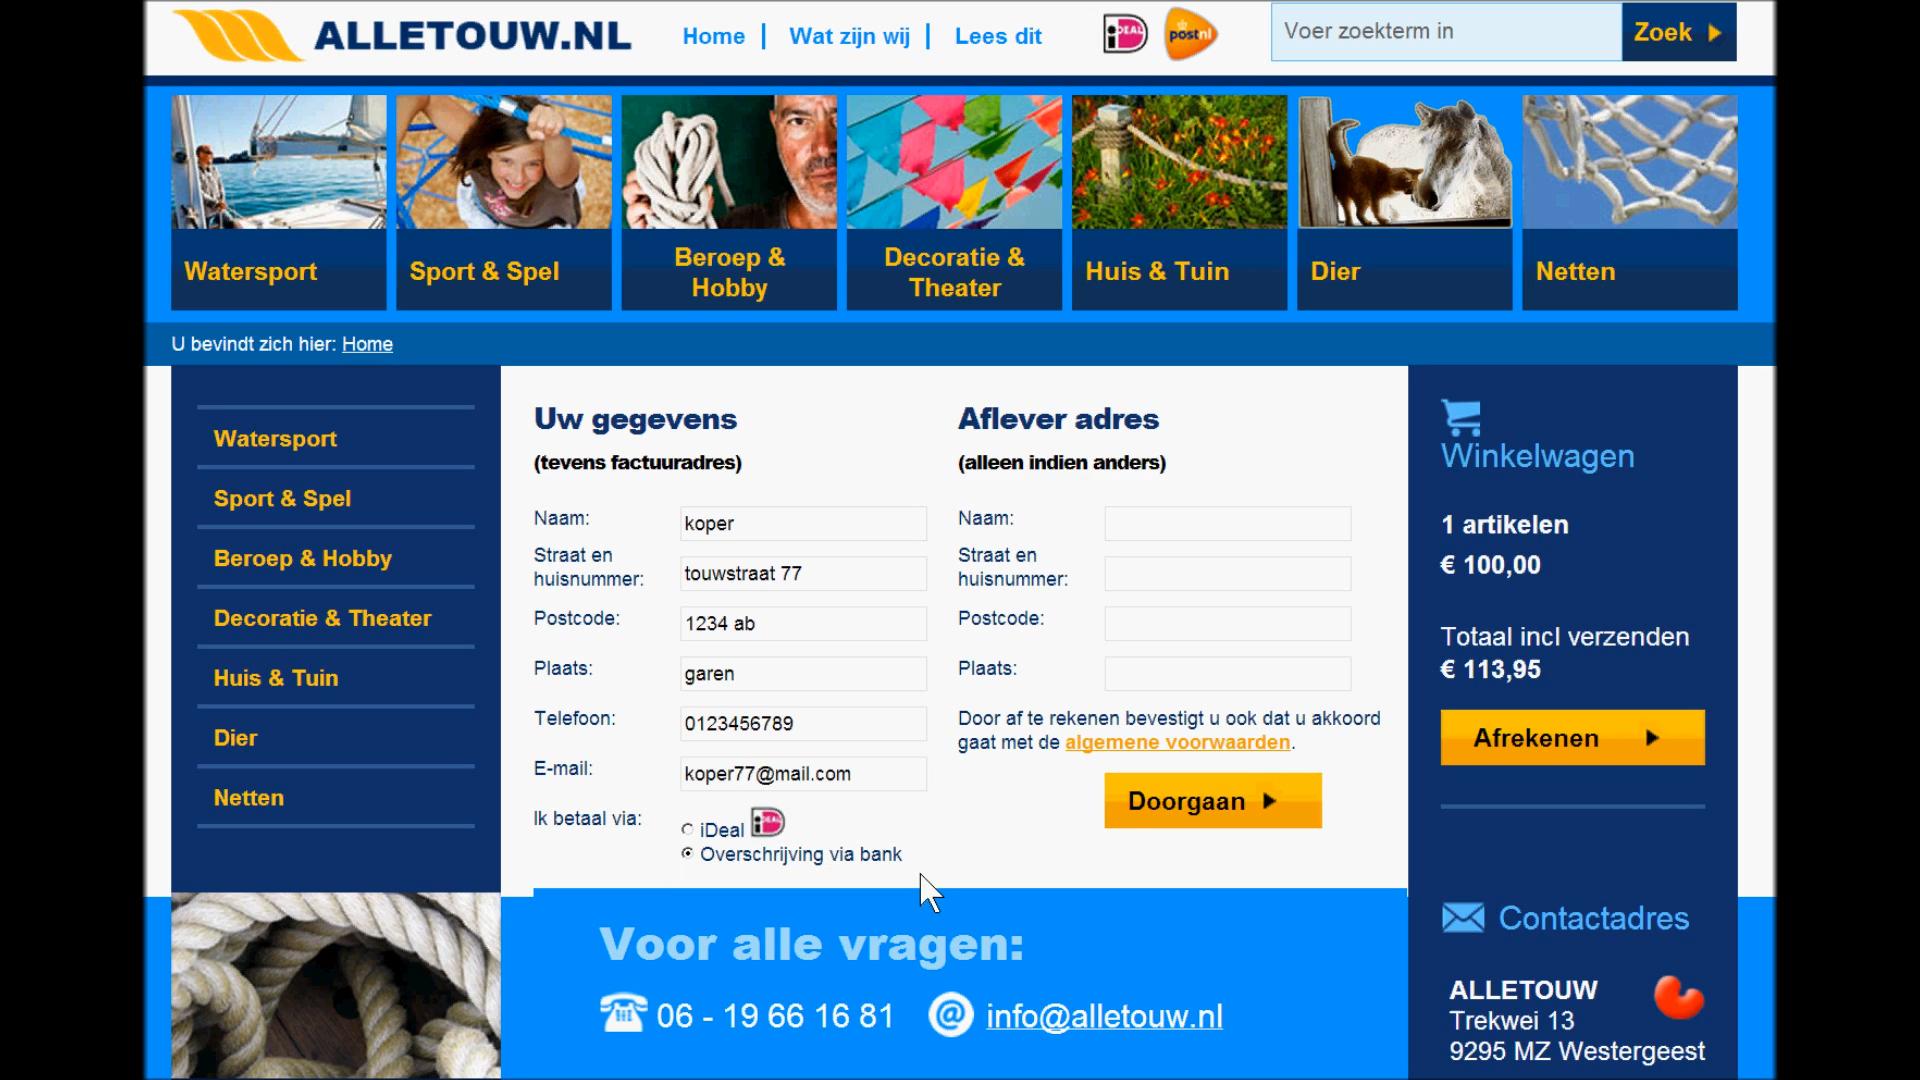 ALLETOUW.NL
Home | Wat zijn wij | Lees dit
iDEAL
postnl
Voer zoekterm in
Zoek
Watersport
Sport & Spel
Beroep &
Hobby
Decoratie &
Theater
Huis & Tuin
Dier
Netten
U bevindt zich hier: Home
Watersport
Sport & Spel
Beroep & Hobby
Decoratie & Theater
Huis & Tuin
Dier
Netten
Uw gegevens
(tevens factuuradres)
Naam: koper
Straat en
huisnummer: touwstraat 77
Postcode: 1234 ab
Plaats: garen
Telefoon: 0123456789
E-mail: koper77@mail.com
Ik betaal via:
iDeal iDEAL
Overschrijving via bank
Aflever adres
(alleen indien anders)
Naam:
Straat en
huisnummer:
Postcode:
Plaats:
Door af te rekenen bevestigt u ook dat u akkoord
gaat met de algemene voorwaarden.
Doorgaan
Winkelwagen
1 artikelen
€ 100,00
Totaal incl verzenden
€ 113,95
Afrekenen
Voor alle vragen:
06 - 19 66 16 81
@ info@alletouw.nl
Contactadres
ALLETOUW
Trekwei 13
9295 MZ Westergeest